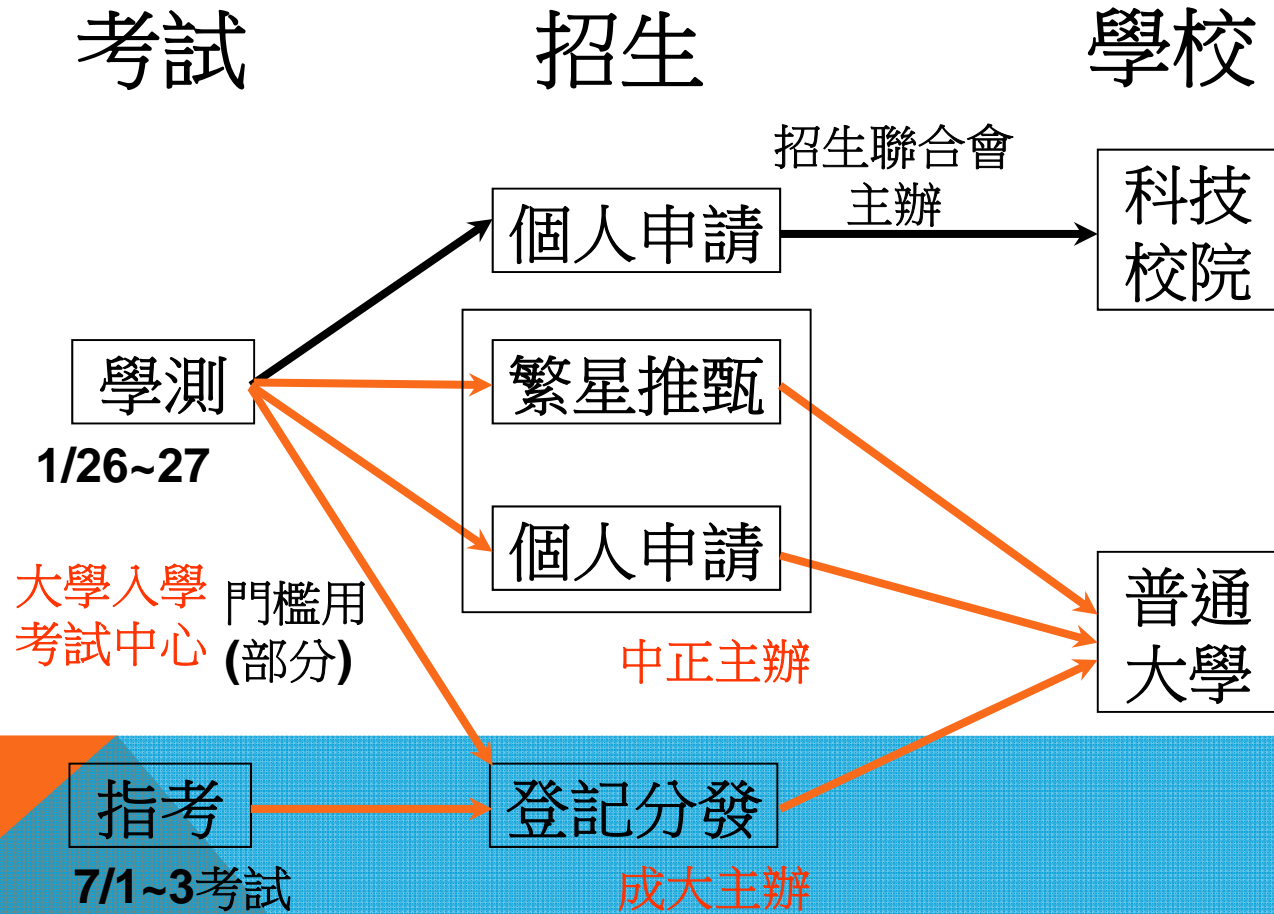 考試
招生
學校
招生聯合會
主辦
個人申請
科技
校院
學測
1/26~27
繁星推甄
個人申請
大學入學
考試中心
門檻用
(部分)
中正主辦
普通
大學
指考
登記分發
7/1~3考試
成大主辦